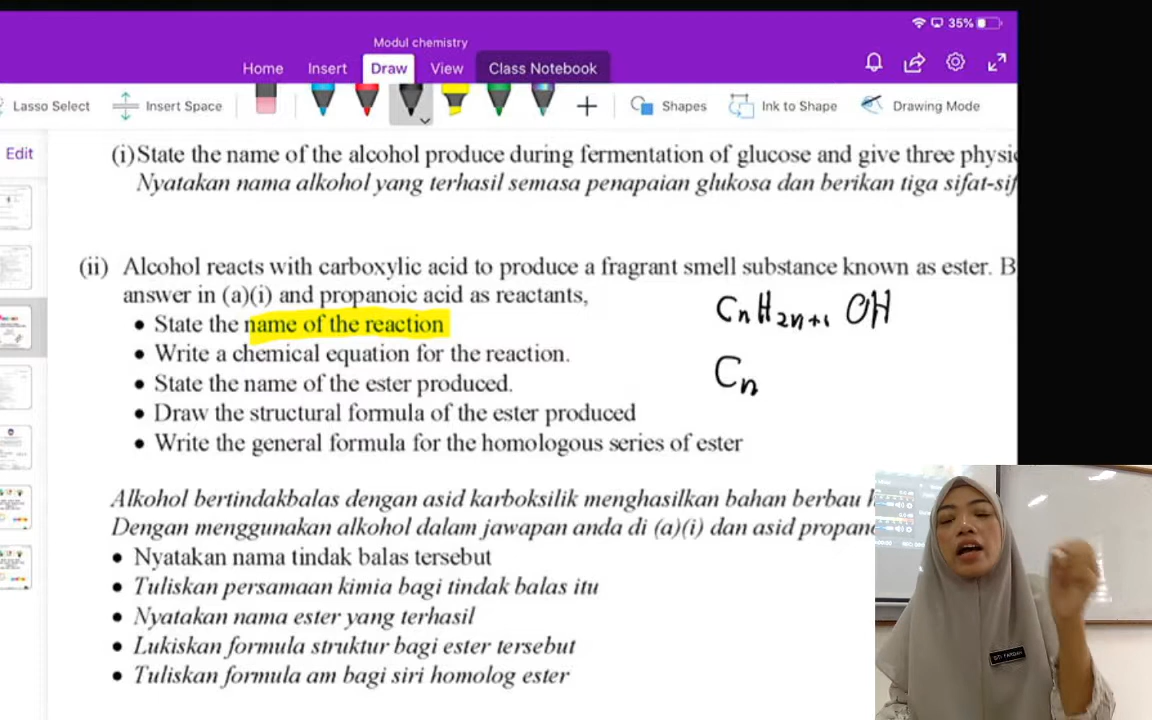 35%
Modul chemistry
Home Insert Draw View Class Notebook
Lasso Select Insert Space Shapes Ink to Shape Drawing Mode
Edit
(i)State the name of the alcohol produce during fermentation of glucose and give three
Nyatakan nama alkohol yang terhasil semasa penapaian glukosa dan berikan tiga
(ii) Alcohol reacts with carboxylic acid to produce a fragrant smell substance known as ester.
answer in (a)(i) and propanoic acid as reactants,
CnH2n+1 OH
• State the name of the reaction
• Write a chemical equation for the reaction.
Cn
• State the name of the ester produced.
• Draw the structural formula of the ester produced
• Write the general formula for the homologous series of ester
Alkohol bertindakbalas dengan asid karboksilik menghasilkan bahan berbau
Dengan menggunakan alkohol dalam jawapan anda di (a)(i) dan asid
• Nyatakan nama tindak balas tersebut
• Tuliskan persamaan kimia bagi tindak balas itu
• Nyatakan nama ester yang terhasil
• Lukiskan formula struktur bagi ester tersebut
• Tuliskan formula am bagi siri homolog ester